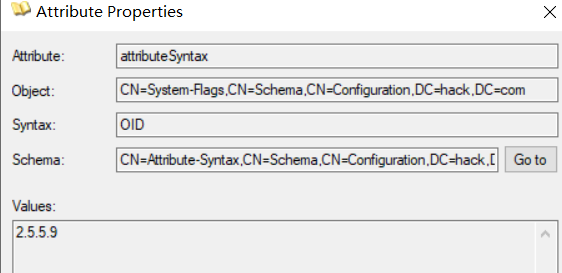 Attribute Properties
Attribute: attributeSyntax
Object: CN=System-Flags,CN=Schema,CN=Configuration,DC=hack,DC=com
Syntax: OID
Schema: CN=Attribute-Syntax,CN=Schema,CN=Configuration,DC=hack, Go to
Values:
2.5.5.9